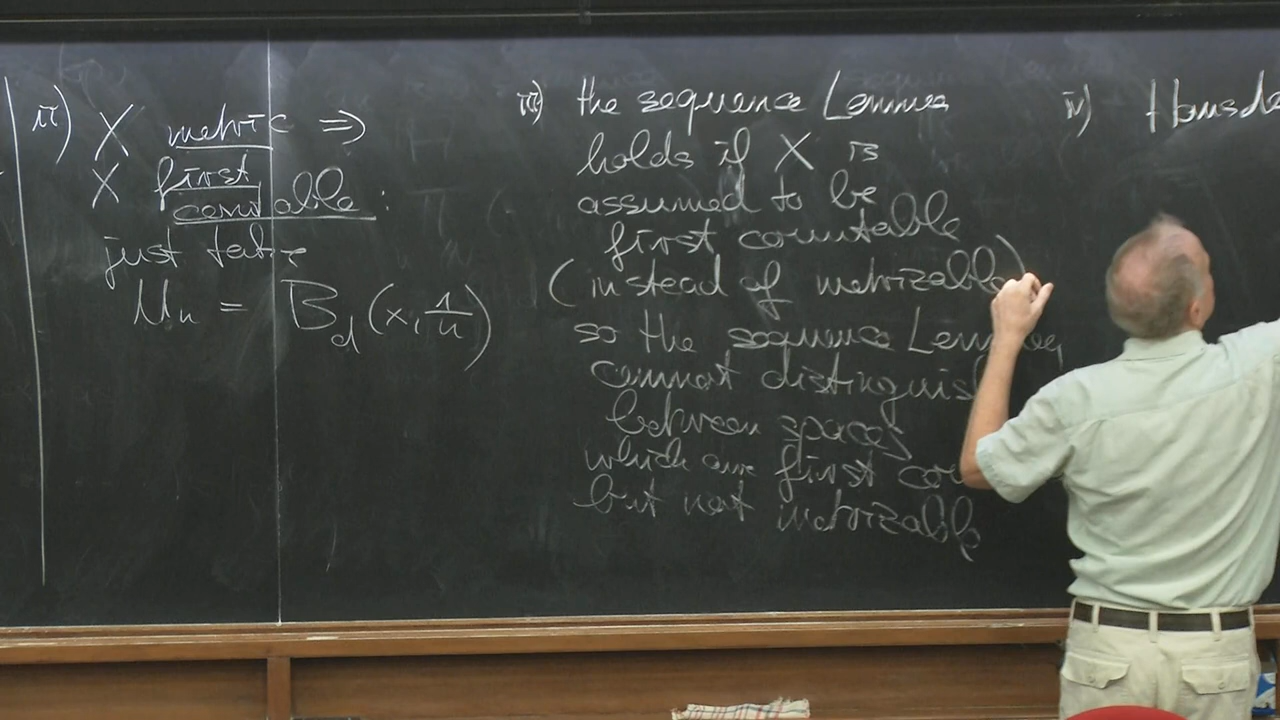 ii) X metric ⇒
X first
countable :
just take
Uₙ = B_d(x, 1/n)
iii) the sequence Lemma
holds if X is
assumed to be
first countable
(instead of metrizable)
so the sequence Lemma
cannot distinguish
between spaces
which are first cou
but not metrizable
iv) Hausdo